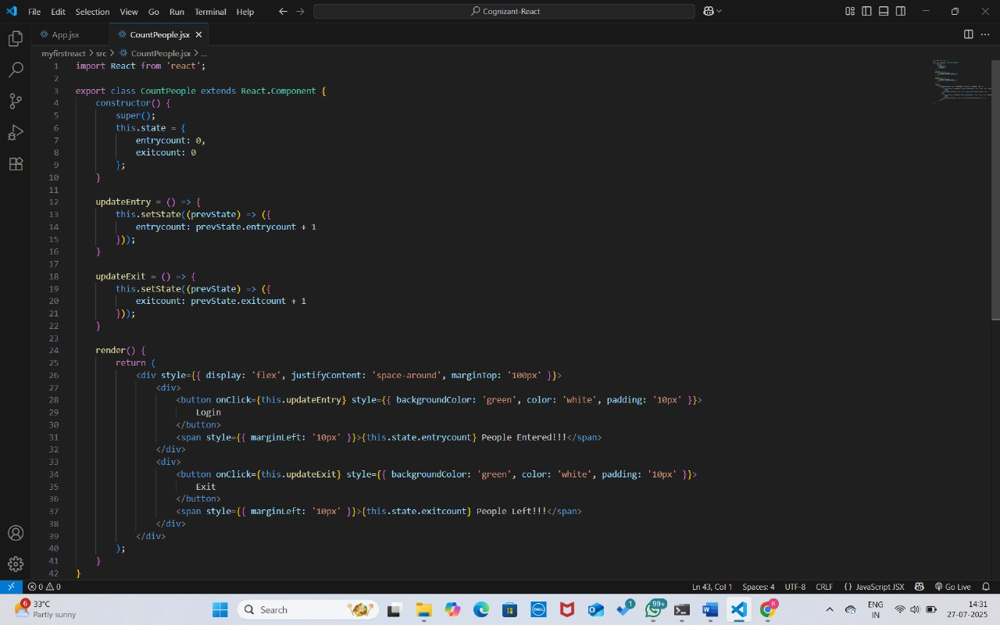 File Edit Selection View Go Run Terminal Help Cognizant-React
App.jsx CountPeople.jsx
myfirstreact > src > CountPeople.jsx > ...
1 import React from 'react';
2
3 export class CountPeople extends React.Component {
4 constructor() {
5 super();
6 this.state = {
7 entrycount: 0,
8 exitcount: 0
9 };
10 }
11
12 updateEntry = () => {
13 this.setState((prevState) => ({
14 entrycount: prevState.entrycount + 1
15 }));
16 }
17
18 updateExit = () => {
19 this.setState((prevState) => ({
20 exitcount: prevState.exitcount + 1
21 }));
22 }
23
24 render() {
25 return (
26 <div style={{ display: 'flex', justifyContent: 'space-around', marginTop: '100px' }}>
27 <div>
28 <button onClick={this.updateEntry} style={{ backgroundColor: 'green', color: 'white', padding: '10px' }}>
29 Login
30 </button>
31 <span style={{ marginLeft: '10px' }}>{this.state.entrycount} People Entered!!!</span>
32 </div>
33 <div>
34 <button onClick={this.updateExit} style={{ backgroundColor: 'green', color: 'white', padding: '10px' }}>
35 Exit
36 </button>
37 <span style={{ marginLeft: '10px' }}>{this.state.exitcount} People Left!!!</span>
38 </div>
39 </div>
40 );
41 }
42 }
0 0 Ln 43, Col 1 Spaces: 4 UTF-8 CRLF {} JavaScript JSX Go Live
6 33°C Search DELL 1 99+ W R ENG 14:31
Partly sunny IN 27-07-2025